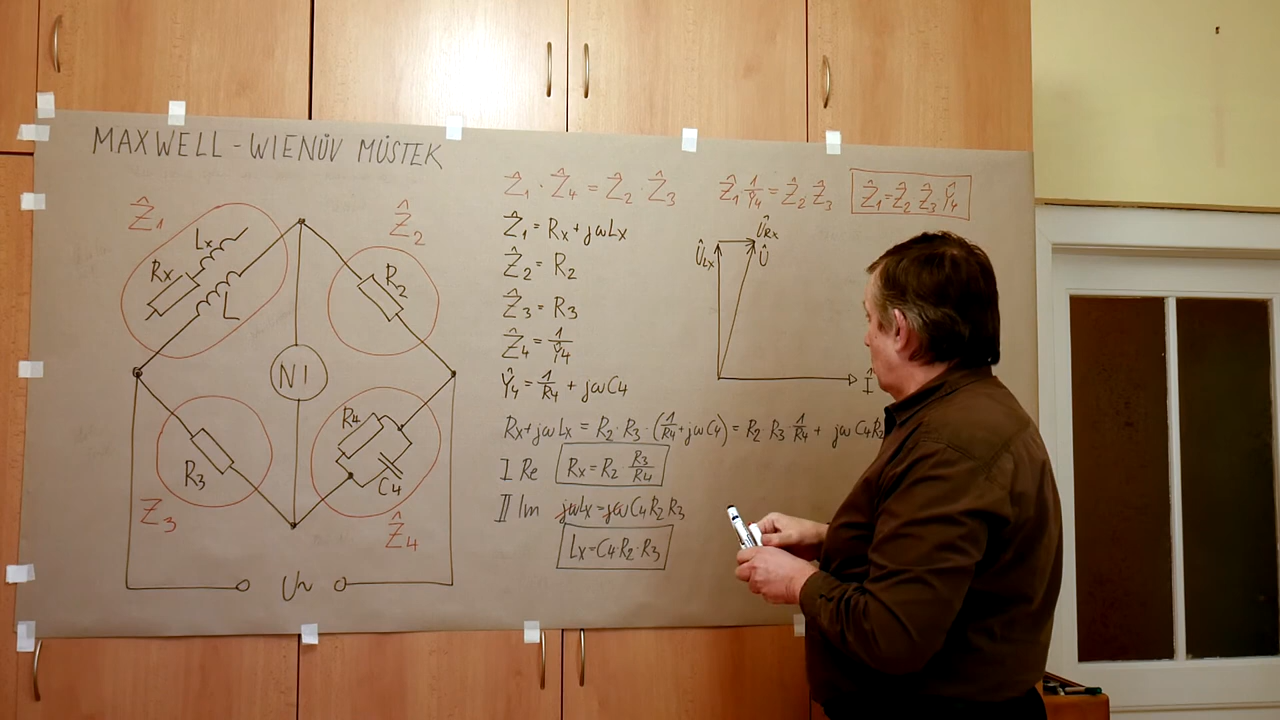 MAXWELL - WIENŮV MŮSTEK
Ẑ1
Ẑ2
Lx
Rx
L
R2
NI
R4
C4
R3
Z3
Ẑ4
U~
Ẑ1 · Ẑ4 = Ẑ2 · Ẑ3
Ẑ1 1/Ŷ4 = Ẑ2 Ẑ3
Ẑ1 = Ẑ2 Ẑ3 Ŷ4
Ẑ1 = Rx + jωLx
Ẑ2 = R2
Ẑ3 = R3
Ẑ4 = 1/Ŷ4
Ŷ4 = 1/R4 + jωC4
ÛRx
ÛLx
Û
Î
Rx + jωLx = R2 · R3 · (1/R4 + jωC4) = R2 · R3 · 1/R4 + jωC4R2
I Re Rx = R2 · R3/R4
II Im jωLx = jωC4R2R3
Lx = C4 · R2 · R3